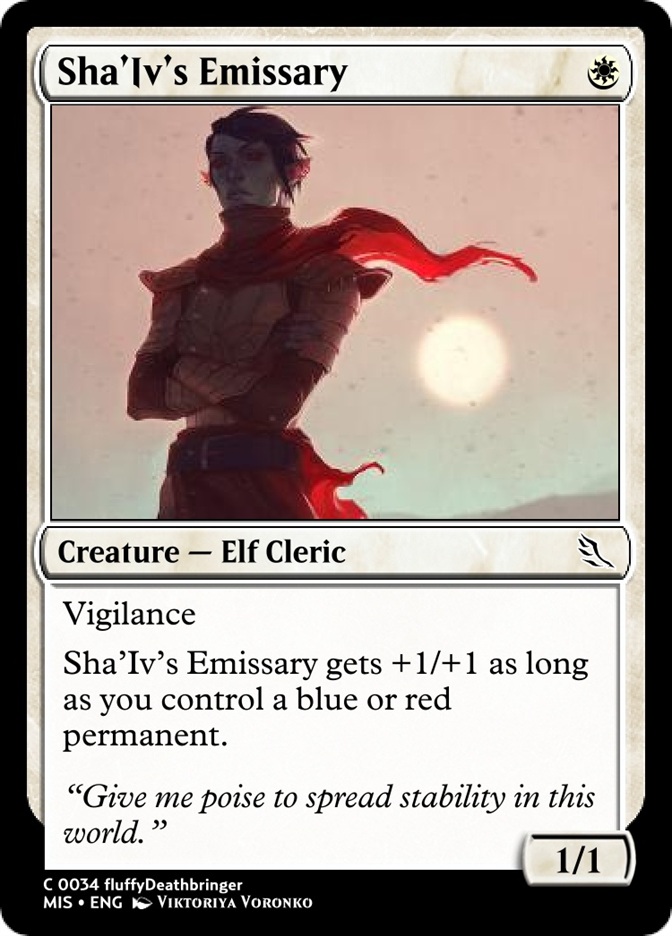 Sha'Iv's Emissary
Creature — Elf Cleric
Vigilance
Sha'Iv's Emissary gets +1/+1 as long
as you control a blue or red
permanent.
"Give me poise to spread stability in this
world."
1/1
C 0034 fluffyDeathbringer
MIS • ENG Viktoriya Voronko